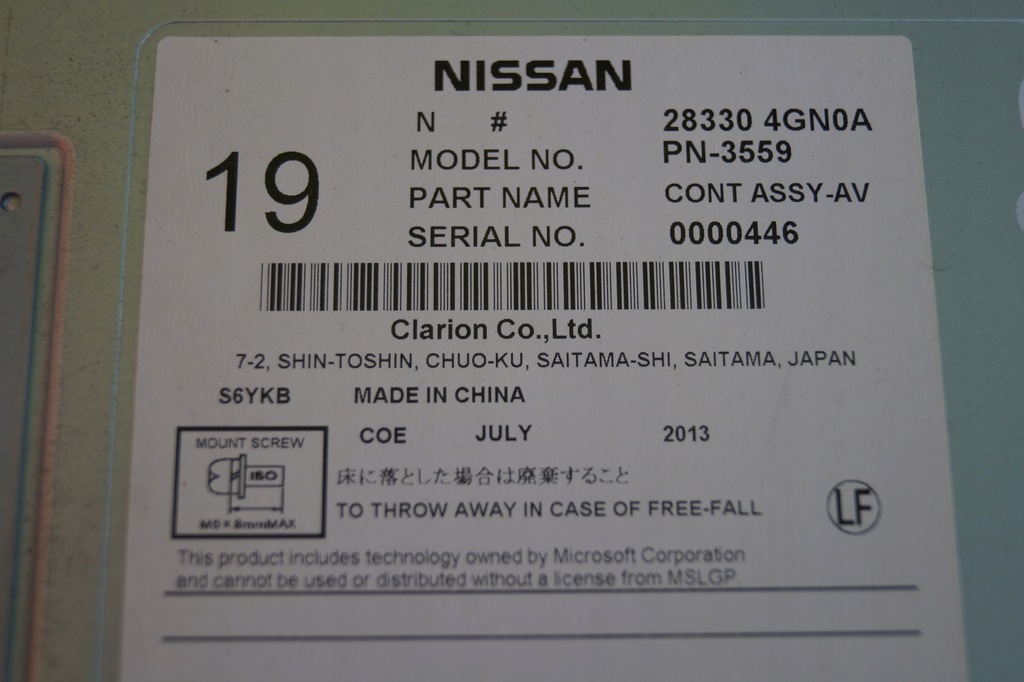 NISSAN
N # 28330 4GN0A
19
MODEL NO. PN-3559
PART NAME CONT ASSY-AV
SERIAL NO. 0000446
Clarion Co.,Ltd.
7-2, SHIN-TOSHIN, CHUO-KU, SAITAMA-SHI, SAITAMA, JAPAN
S6YKB MADE IN CHINA
COE JULY 2013
MOUNT SCREW
ISO
M5×8mmMAX
床に落とした場合は廃棄すること
TO THROW AWAY IN CASE OF FREE-FALL
LF
This product includes technology owned by Microsoft Corporation
and cannot be used or distributed without a license from MSLGP.